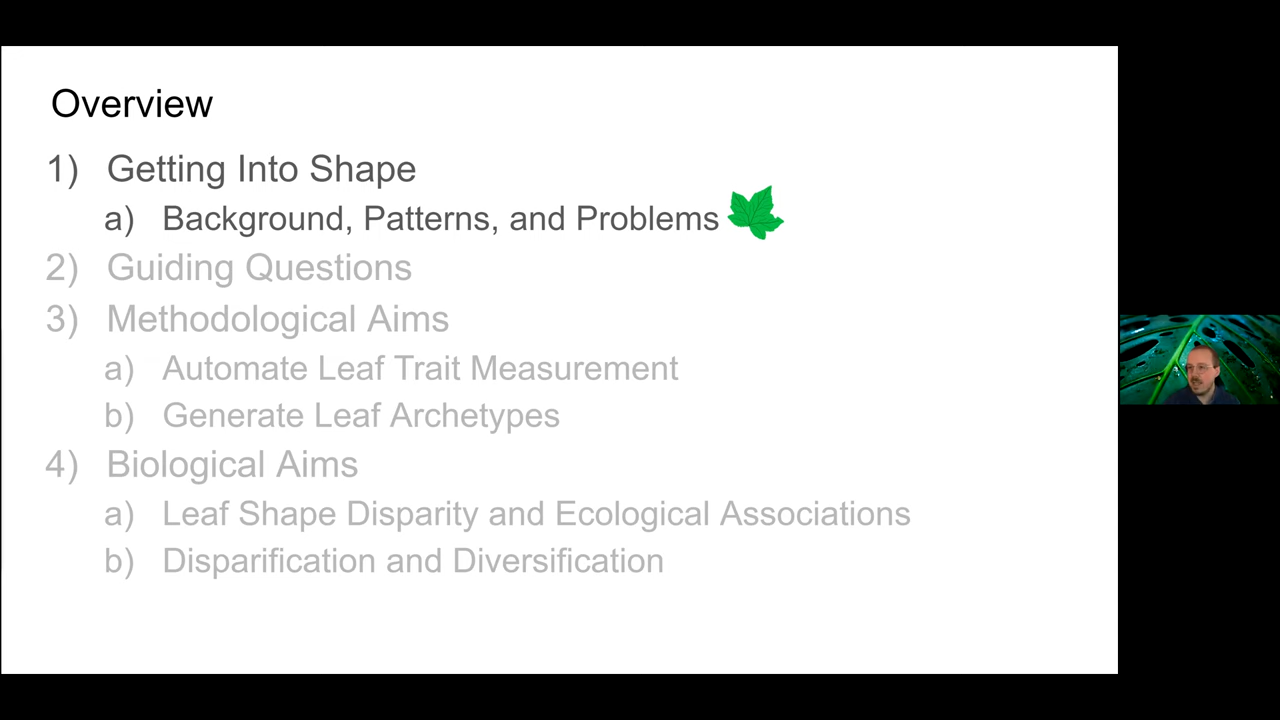 Overview
1) Getting Into Shape
a) Background, Patterns, and Problems
2) Guiding Questions
3) Methodological Aims
a) Automate Leaf Trait Measurement
b) Generate Leaf Archetypes
4) Biological Aims
a) Leaf Shape Disparity and Ecological Associations
b) Disparification and Diversification